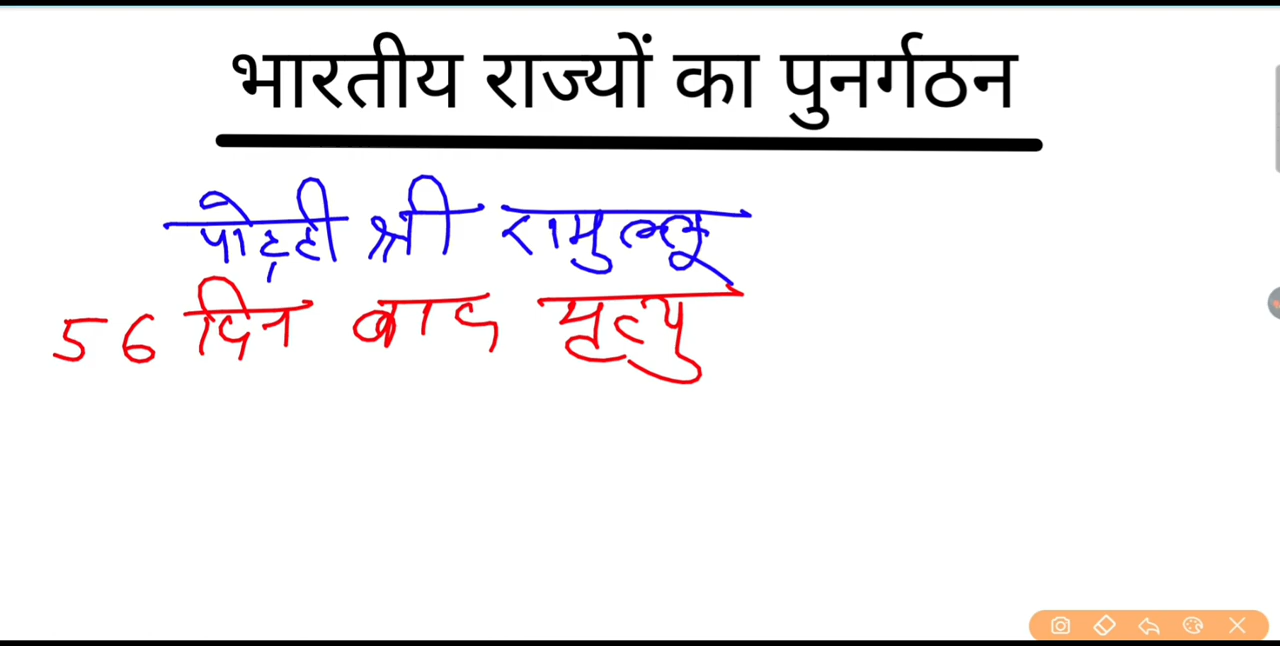 भारतीय राज्यों का पुनर्गठन
पोट्टी श्री रामुल्लू
56 दिन बाद मृत्यु